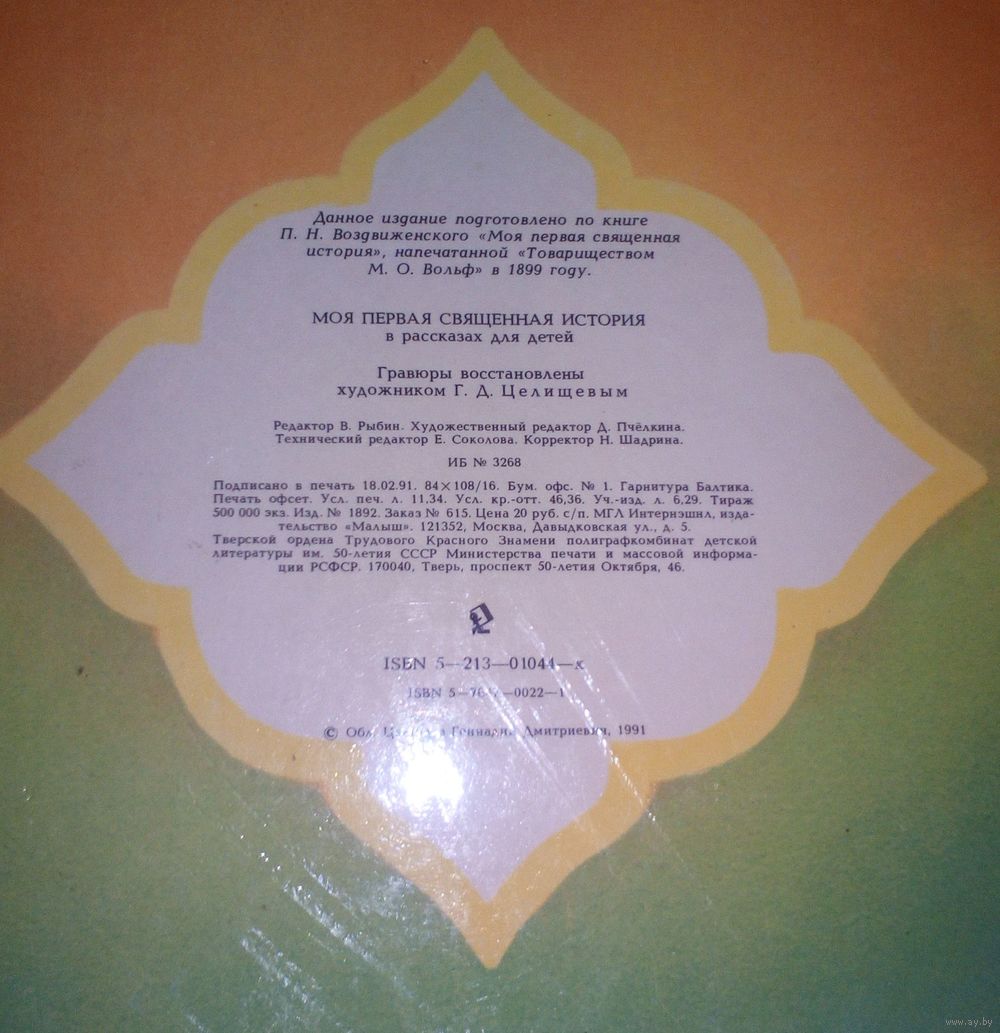 Данное издание подготовлено по книге
П. Н. Воздвиженского «Моя первая священная
история», напечатанной «Товариществом
М. О. Вольф» в 1899 году.
МОЯ ПЕРВАЯ СВЯЩЕННАЯ ИСТОРИЯ
в рассказах для детей
Гравюры восстановлены
художником Г. Д. Целищевым
Редактор В. Рыбин. Художественный редактор Д. Пчёлкина.
Технический редактор Е. Соколова. Корректор Н. Шадрина.
ИБ № 3268
Подписано в печать 18.02.91. 84×108/16. Бум. офс. № 1. Гарнитура Балтика.
Печать офсет. Усл. печ. л. 11,34. Усл. кр.-отт. 46,36. Уч.-изд. л. 6,29. Тираж
500 000 экз. Изд. № 1892. Заказ № 615. Цена 20 руб. с/п. МГЛ Интернэшнл, изда-
тельство «Малыш». 121352, Москва, Давыдковская ул., д. 5.
Тверской ордена Трудового Красного Знамени полиграфкомбинат детской
литературы им. 50-летия СССР Министерства печати и массовой информа-
ции РСФСР. 170040, Тверь, проспект 50-летия Октября, 46.
ISBN 5—213—01044—x
ISBN
© Геннадий Дмитриевич, 1991
www.ay.by